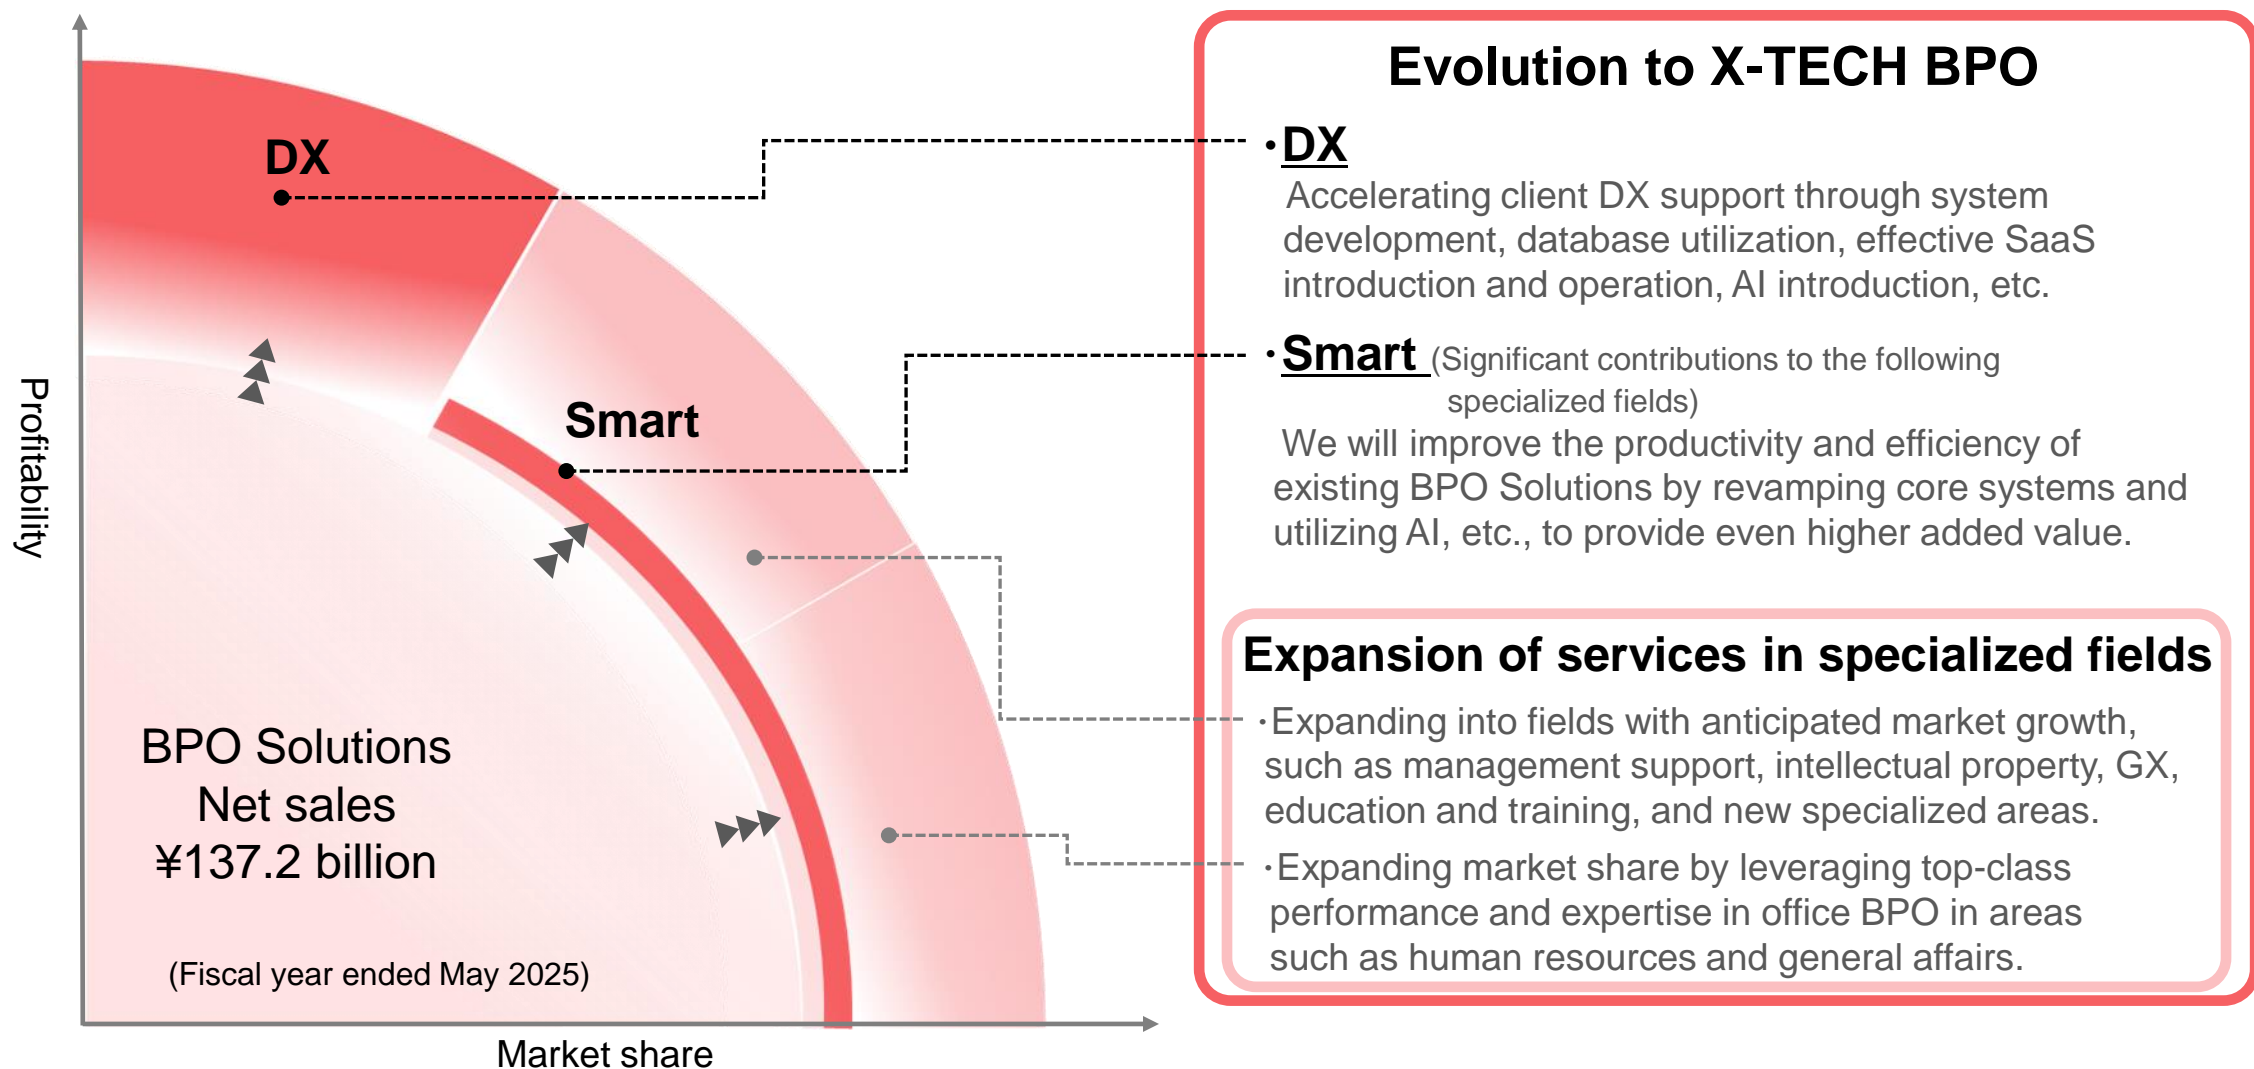 Profitability
DX
Smart
BPO Solutions
Net sales
¥137.2 billion
(Fiscal year ended May 2025)
Market share
Evolution to X-TECH BPO
・DX
Accelerating client DX support through system
development, database utilization, effective SaaS
introduction and operation, AI introduction, etc.
・Smart (Significant contributions to the following
specialized fields)
We will improve the productivity and efficiency of
existing BPO Solutions by revamping core systems and
utilizing AI, etc., to provide even higher added value.
Expansion of services in specialized fields
・Expanding into fields with anticipated market growth,
such as management support, intellectual property, GX,
education and training, and new specialized areas.
・Expanding market share by leveraging top-class
performance and expertise in office BPO in areas
such as human resources and general affairs.